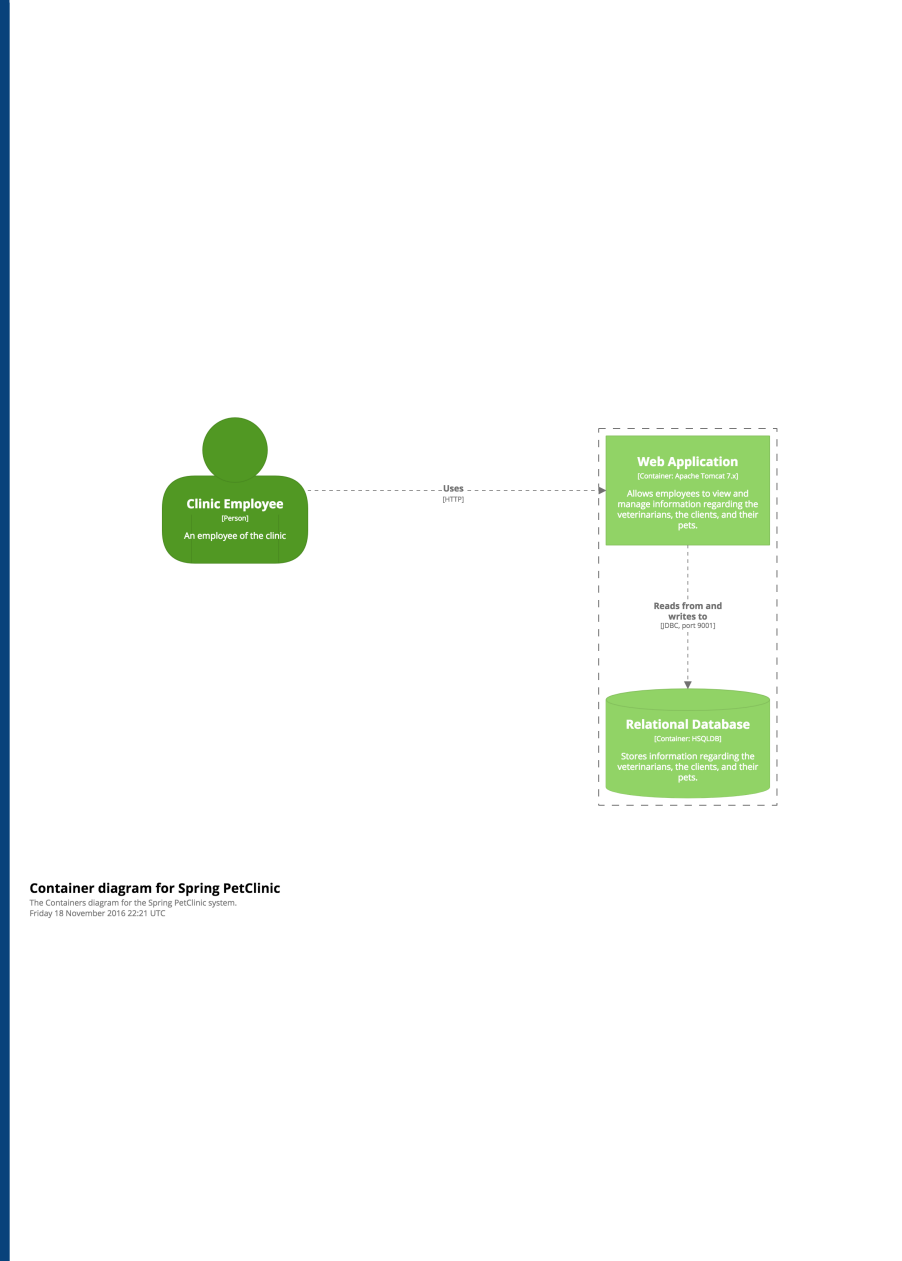 Clinic Employee
[Person]
An employee of the clinic
Uses
[HTTP]
Web Application
[Container: Apache Tomcat 7.x]
Allows employees to view and
manage information regarding the
veterinarians, the clients, and their
pets.
Reads from and
writes to
[JDBC, port 9001]
Relational Database
[Container: HSQLDB]
Stores information regarding the
veterinarians, the clients, and their
pets.
Container diagram for Spring PetClinic
The Containers diagram for the Spring PetClinic system.
Friday 18 November 2016 22:21 UTC